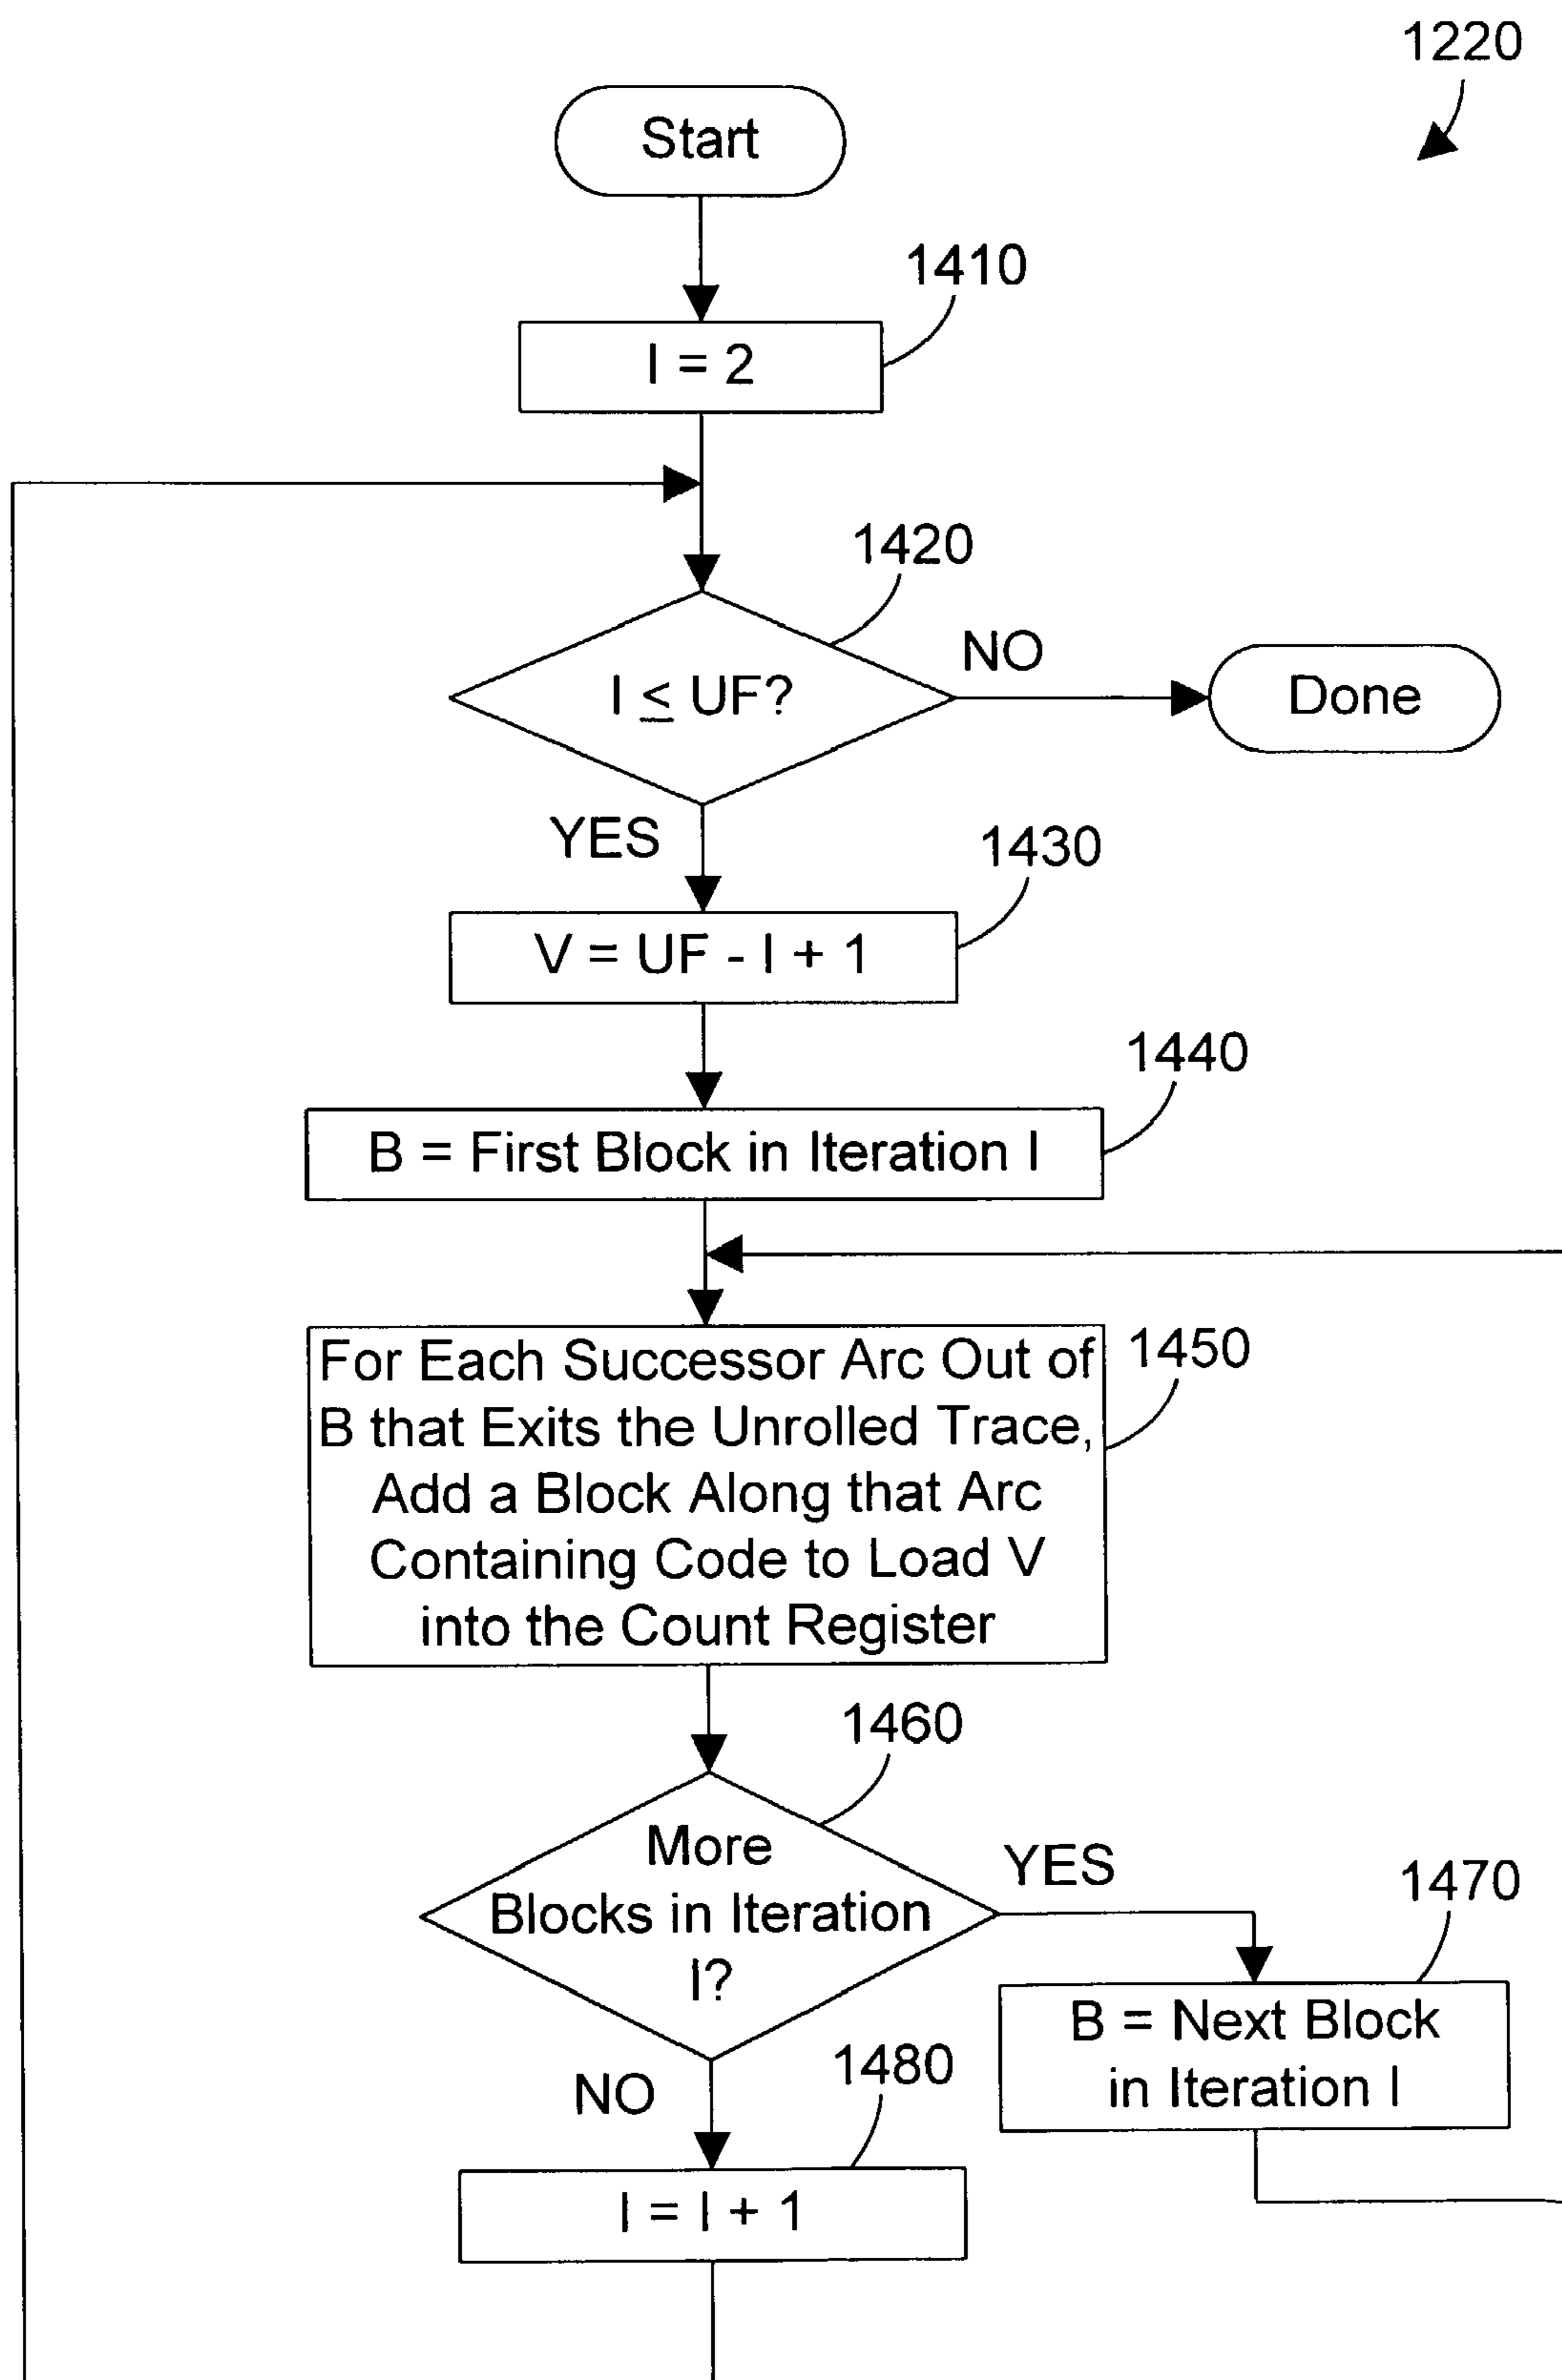 1220
Start
1410
I = 2
1420
I ≤ UF?
NO
Done
YES
1430
V = UF - I + 1
1440
B = First Block in Iteration I
For Each Successor Arc Out of
B that Exits the Unrolled Trace,
Add a Block Along that Arc
Containing Code to Load V
into the Count Register
1450
1460
More
Blocks in Iteration
I?
YES
1470
B = Next Block
in Iteration I
NO
1480
I = I + 1